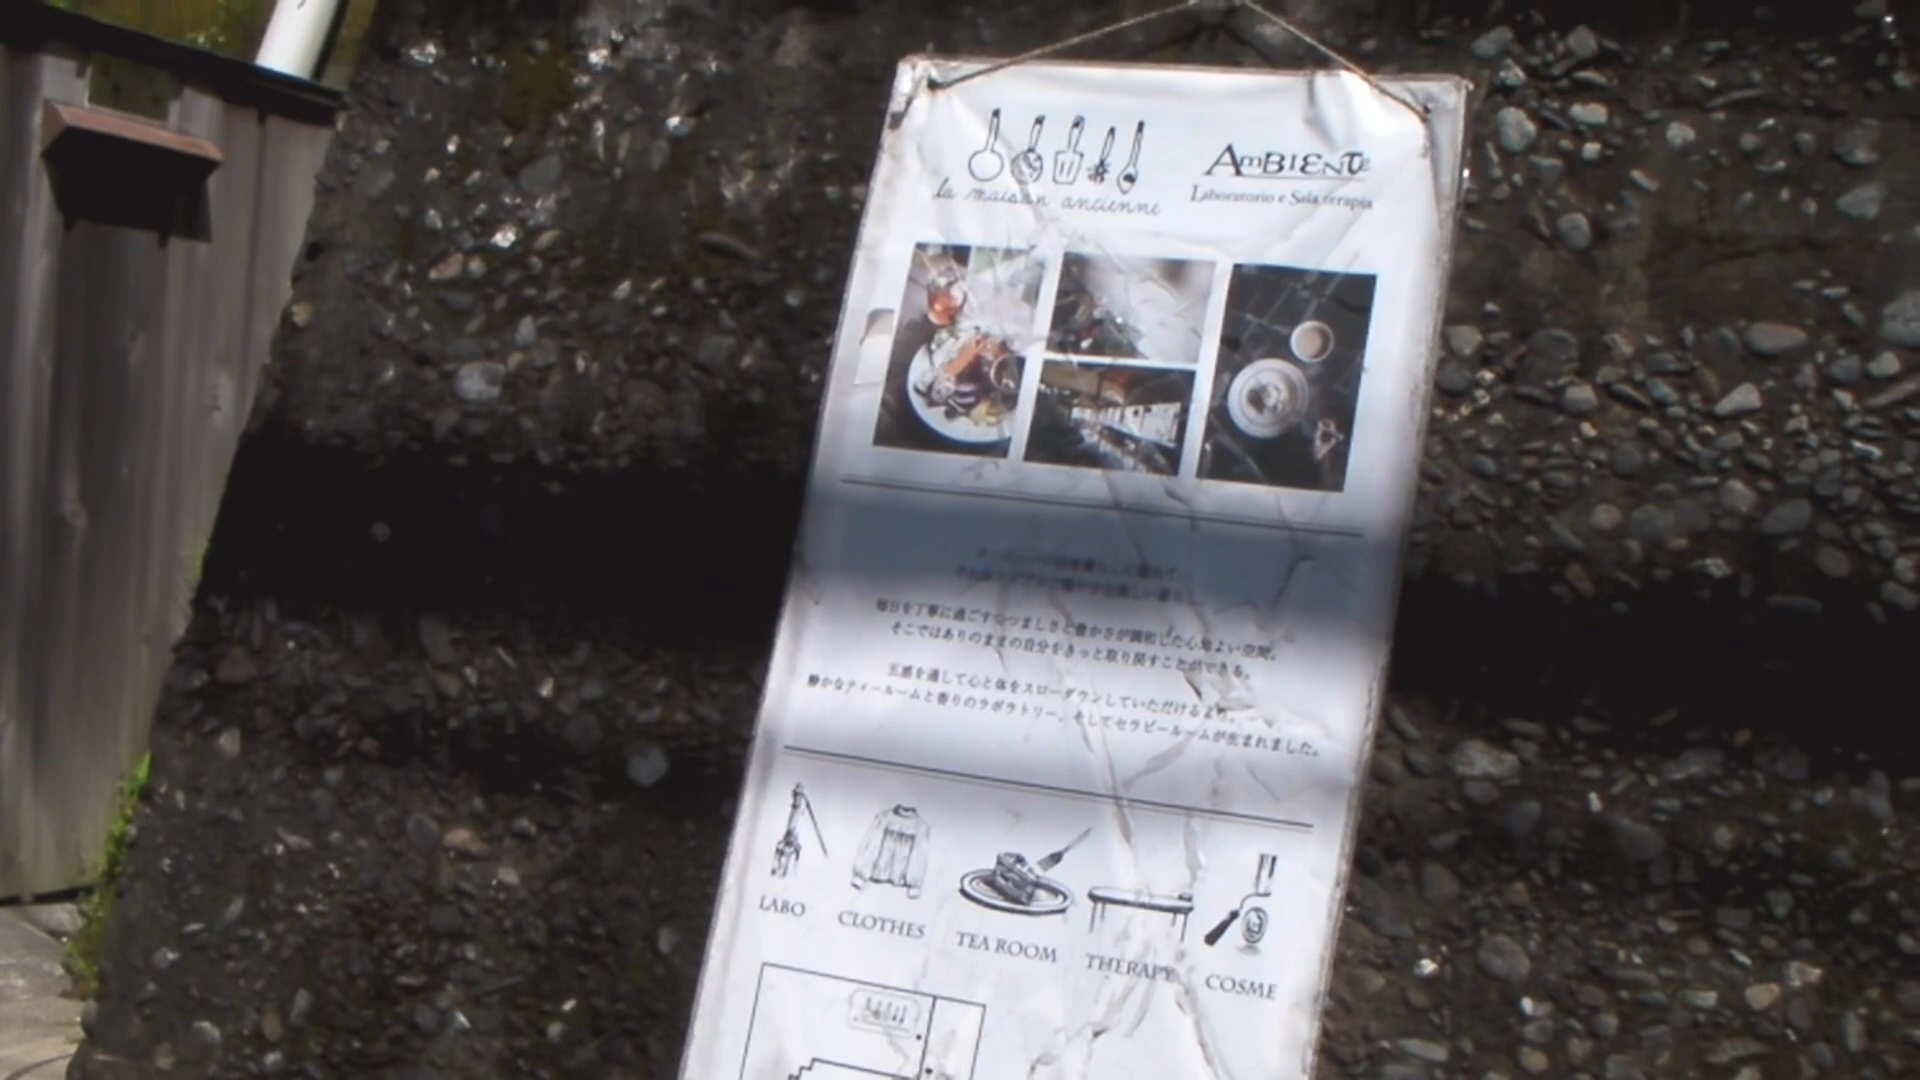 la maison ancienne
AMBIENTE
Laboratorio e Sala terapia
毎日を丁寧に過ごすつつましさと豊かさが調和した心地よい空間。
そこではありのままの自分をきっと取り戻すことができる。
五感を通して心と体をスローダウンしていただけるよう、
静かなティールームと香りのラボラトリー、そしてセラピールームが生まれました。
LABO
CLOTHES
TEA ROOM
THERAPY
COSME